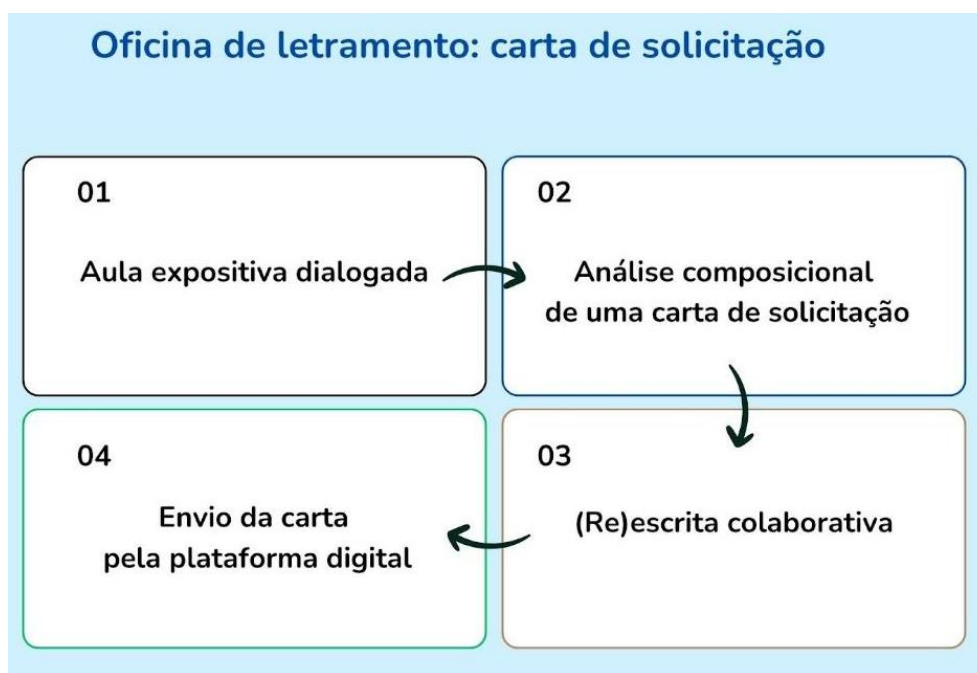 Oficina de letramento: carta de solicitação
01
Aula expositiva dialogada
02
Análise composicional
de uma carta de solicitação
03
(Re)escrita colaborativa
04
Envio da carta
pela plataforma digital